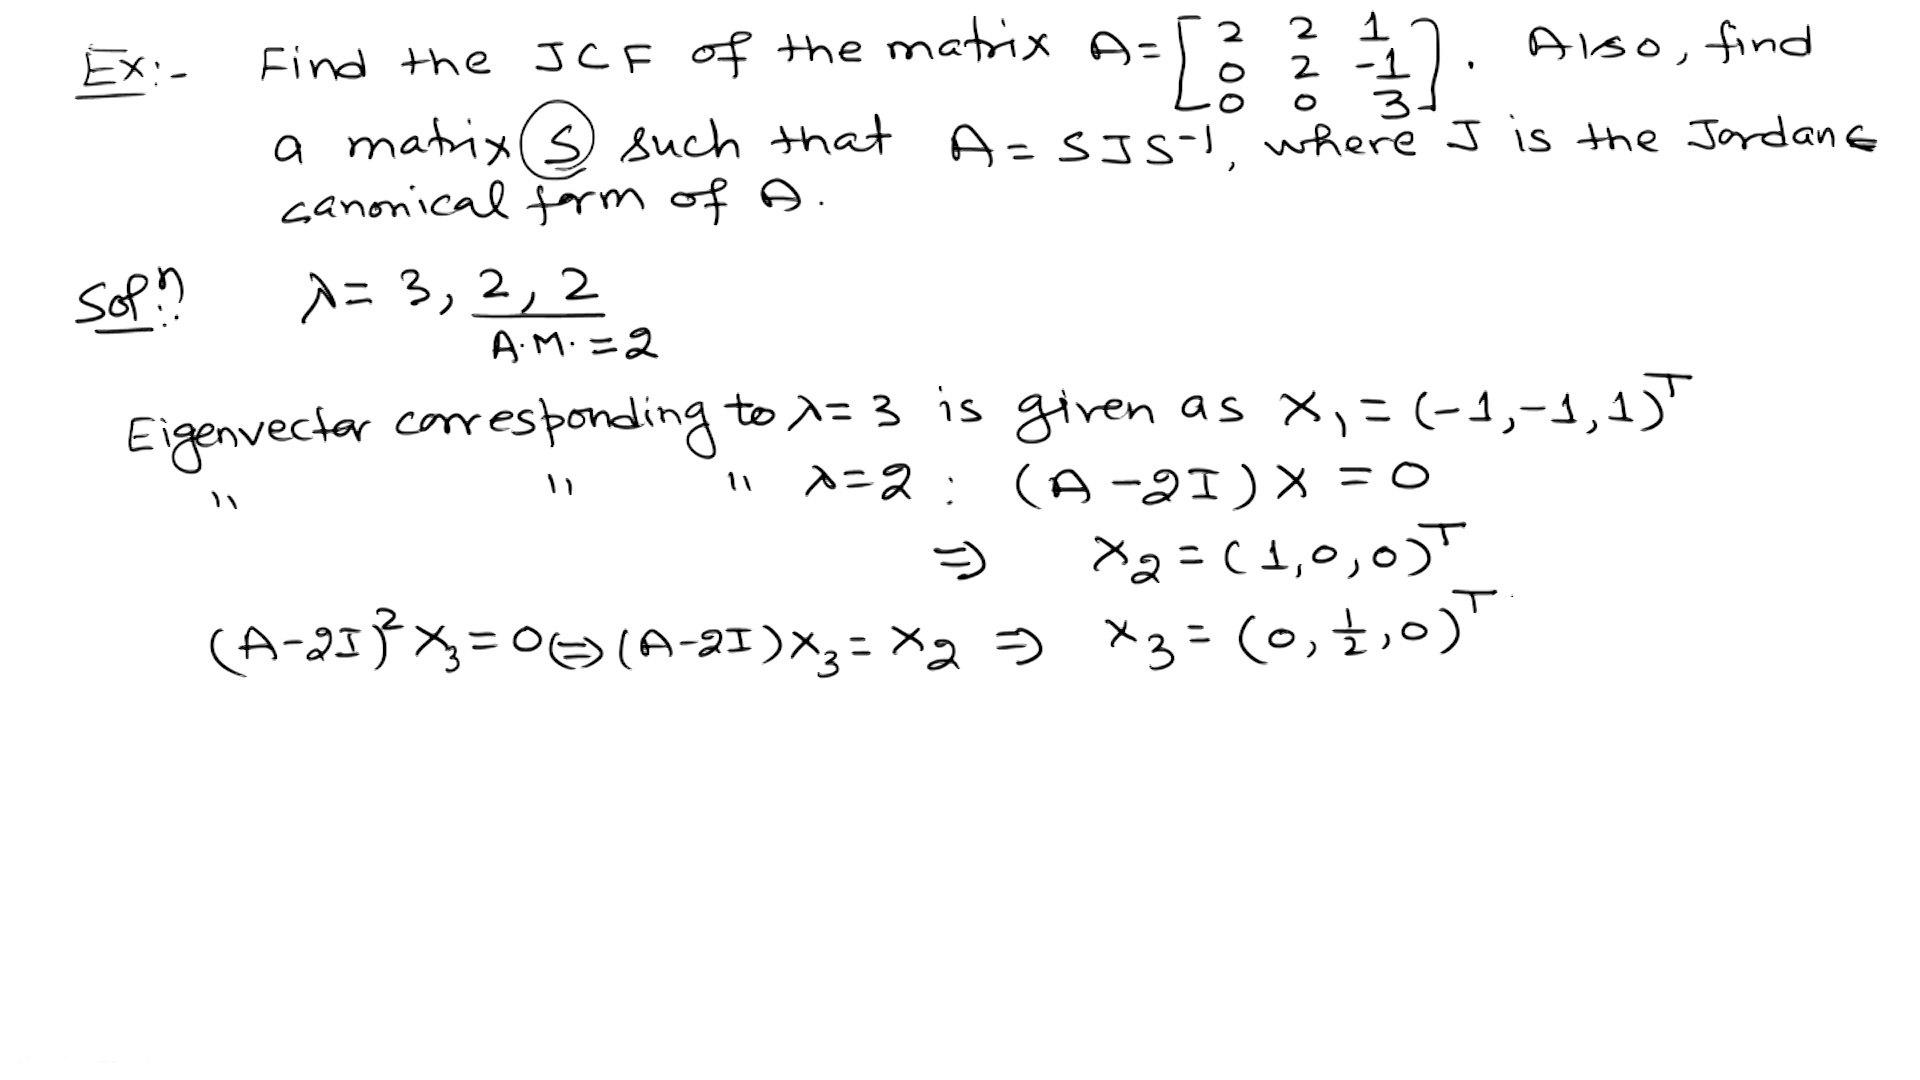 Ex:- Find the JCF of the matrix A = [2 2 1; 0 2 -1; 0 0 3]. Also, find
a matrix S such that A = SJS⁻¹, where J is the Jordan c
canonical form of A.
Solⁿ: λ = 3, 2, 2
A.M. = 2
Eigenvector corresponding to λ = 3 is given as X₁ = (-1, -1, 1)ᵀ
" " " λ = 2 : (A - 2I) X = 0
⇒ X₂ = (1, 0, 0)ᵀ
(A - 2I)² X₃ = 0 ⇔ (A - 2I) X₃ = X₂ ⇒ X₃ = (0, 1/2, 0)ᵀ